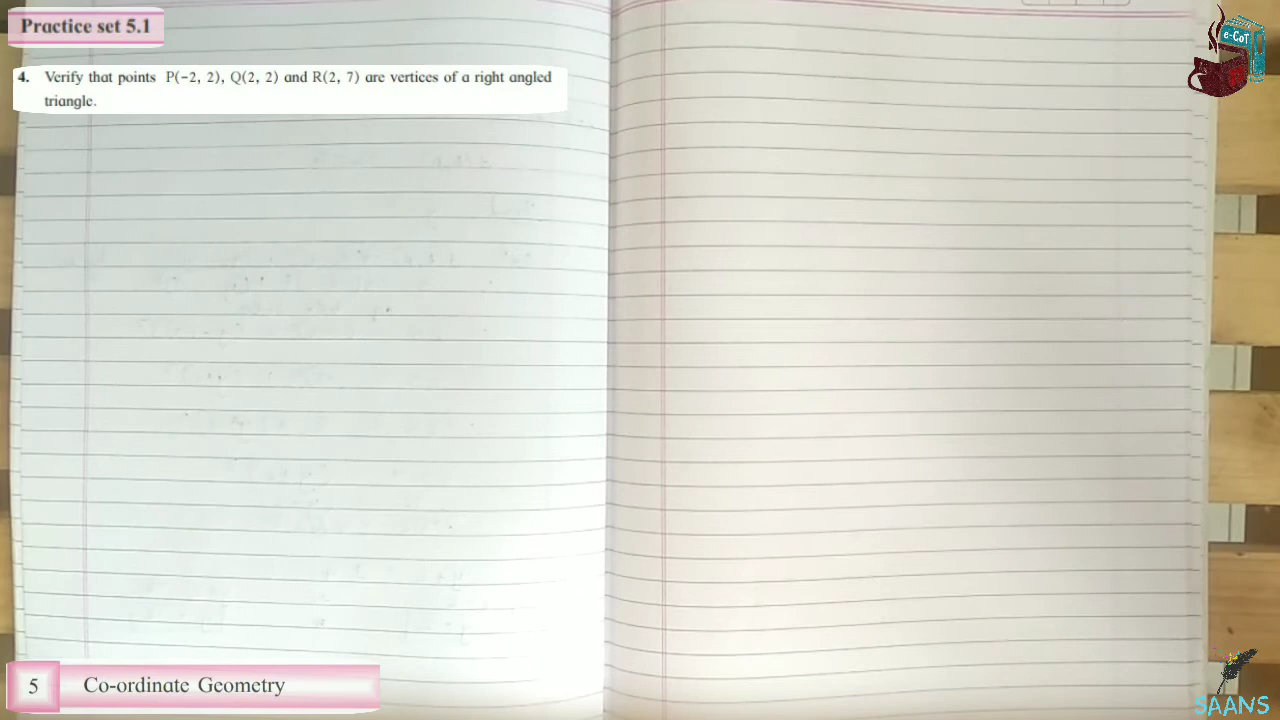 Practice set 5.1
4. Verify that points P(-2, 2), Q(2, 2) and R(2, 7) are vertices of a right angled
triangle.
e-CoT
5 Co-ordinate Geometry
SAANS